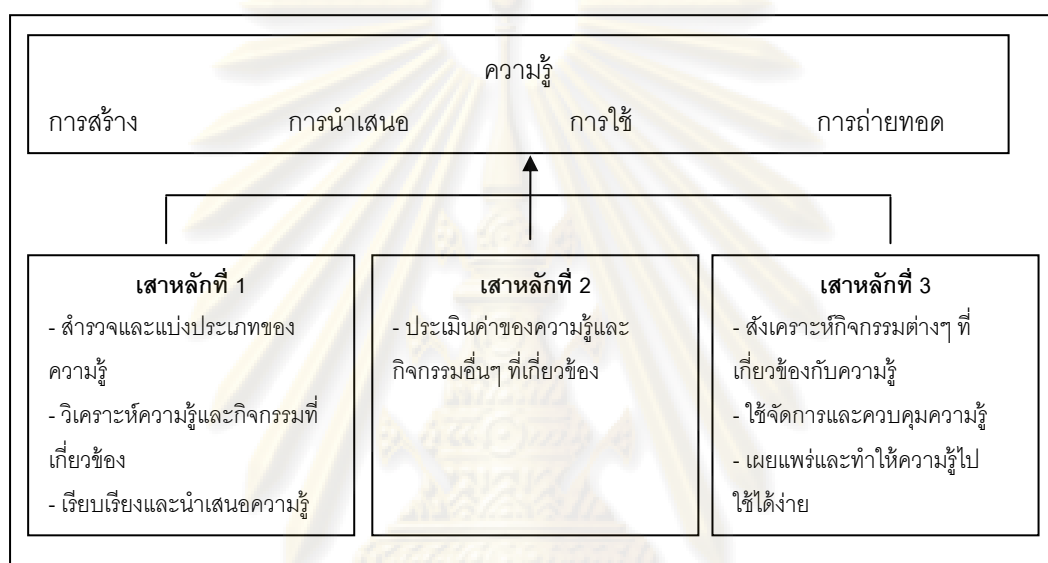 ความรู้
การสร้าง การนำเสนอ การใช้ การถ่ายทอด
เสาหลักที่ 1
- สำรวจและแบ่งประเภทของ
ความรู้
- วิเคราะห์ความรู้และกิจกรรมที่
เกี่ยวข้อง
- เรียบเรียงและนำเสนอความรู้
เสาหลักที่ 2
- ประเมินค่าของความรู้และ
กิจกรรมอื่นๆ ที่เกี่ยวข้อง
เสาหลักที่ 3
- สังเคราะห์กิจกรรมต่างๆ ที่
เกี่ยวข้องกับความรู้
- ใช้จัดการและควบคุมความรู้
- เผยแพร่และทำให้ความรู้ไป
ใช้ได้ง่าย